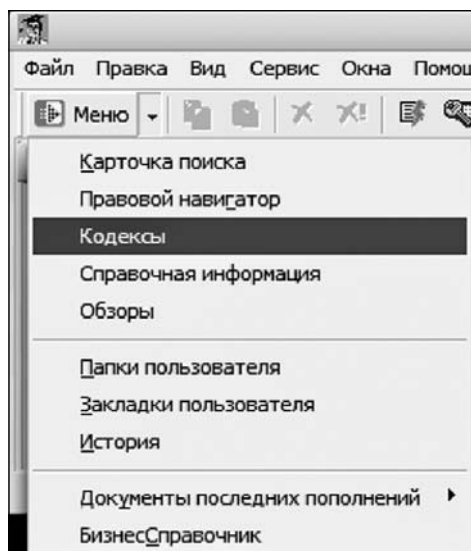 Файл Правка Вид Сервис Окна Помощ
Меню
Карточка поиска
Правовой навигатор
Кодексы
Справочная информация
Обзоры
Папки пользователя
Закладки пользователя
История
Документы последних пополнений
БизнесСправочник